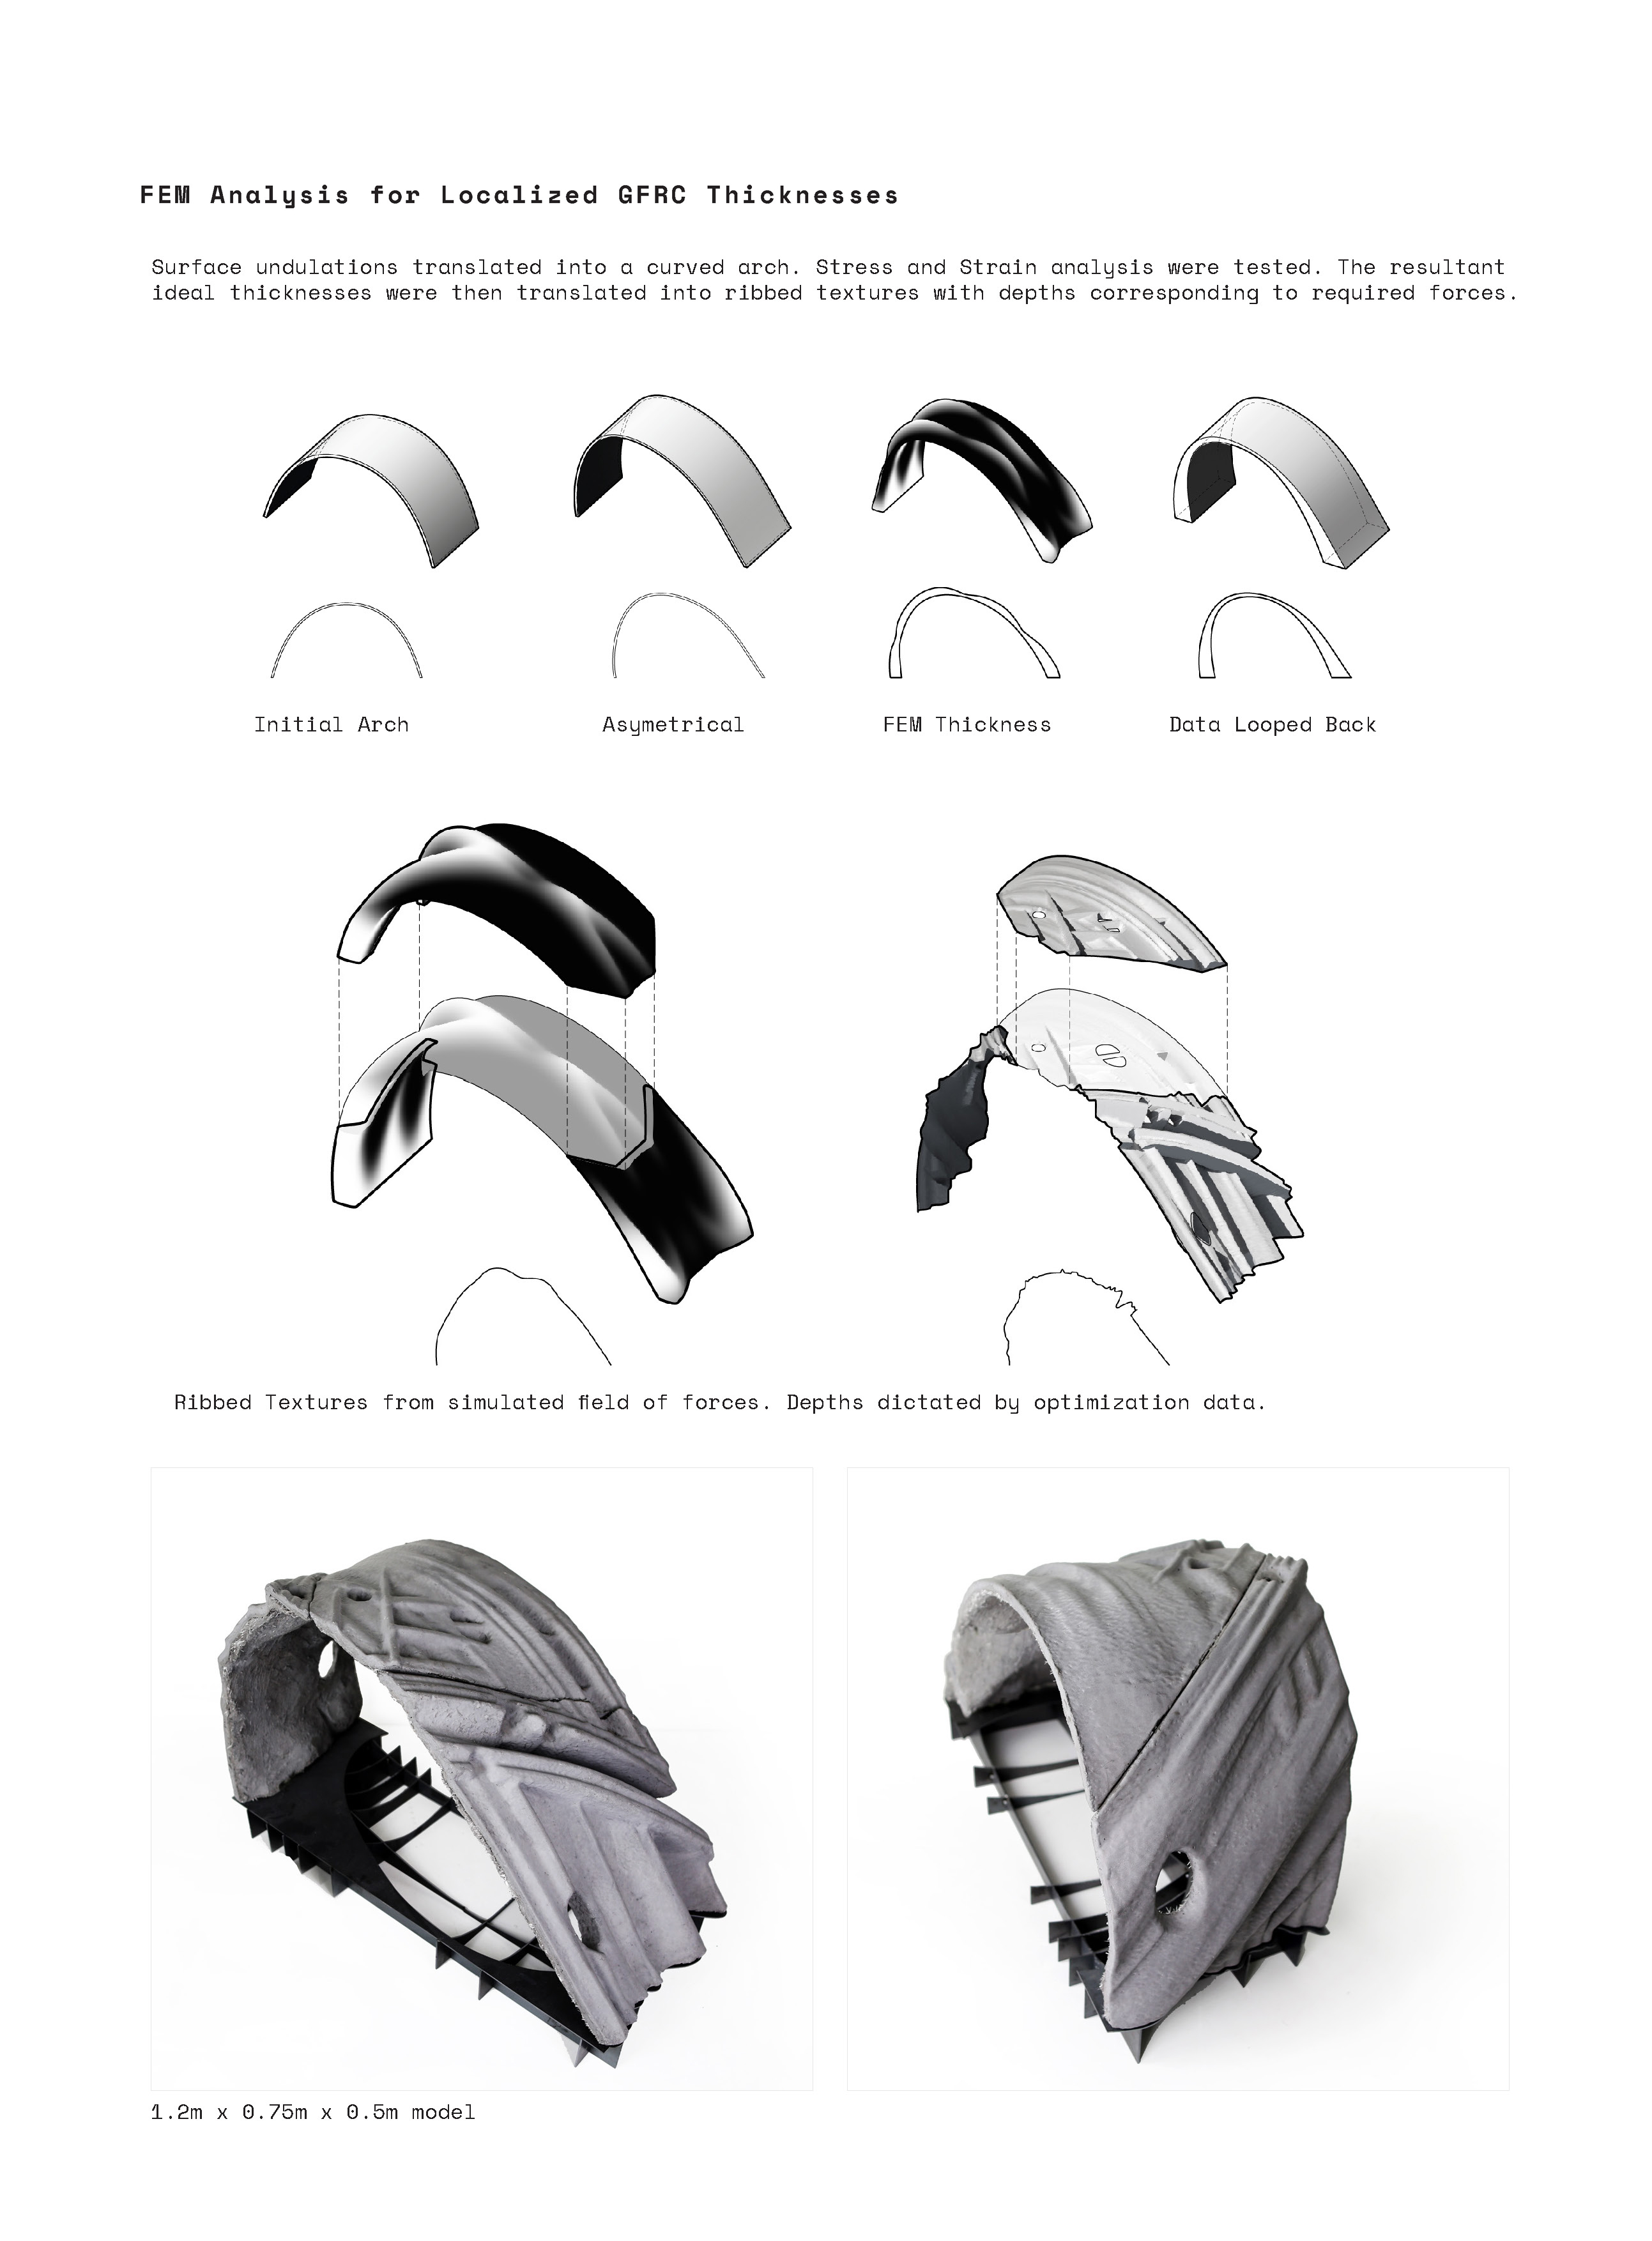 FEM Analysis for Localized GFRC Thicknesses
Surface undulations translated into a curved arch. Stress and Strain analysis were tested. The resultant
ideal thicknesses were then translated into ribbed textures with depths corresponding to required forces.
Initial Arch
Asymetrical
FEM Thickness
Data Looped Back
Ribbed Textures from simulated field of forces. Depths dictated by optimization data.
1.2m x 0.75m x 0.5m model